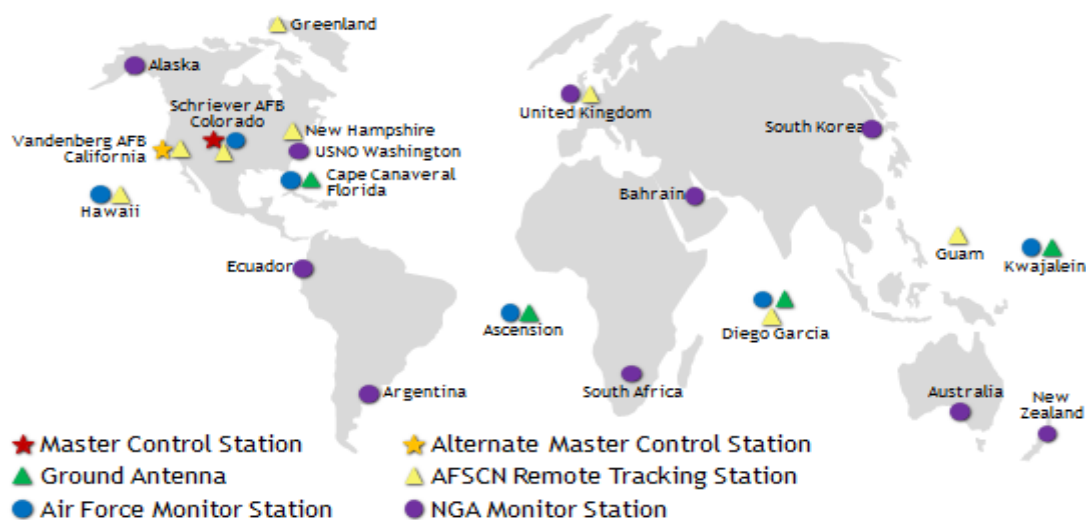 Greenland
Alaska
Schriever AFB
Colorado
United Kingdom
New Hampshire
South Korea
Vandenberg AFB
California
USNO Washington
Cape Canaveral
Florida
Bahrain
Hawaii
Guam
Kwajalein
Ecuador
Ascension
Diego Garcia
Argentina
South Africa
Australia
New
Zealand
Master Control Station
Alternate Master Control Station
Ground Antenna
AFSCN Remote Tracking Station
Air Force Monitor Station
NGA Monitor Station